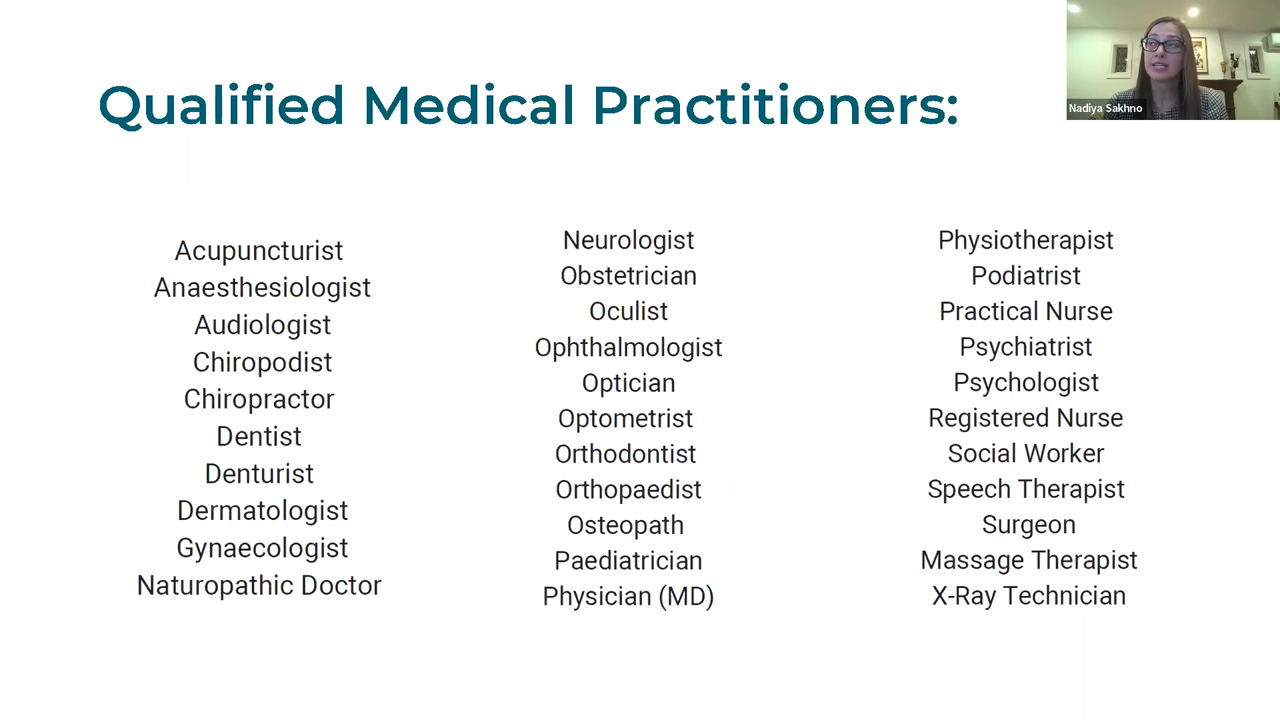 Qualified Medical Practitioners:
Nadiya Sakhno
Acupuncturist
Anaesthesiologist
Audiologist
Chiropodist
Chiropractor
Dentist
Denturist
Dermatologist
Gynaecologist
Naturopathic Doctor
Neurologist
Obstetrician
Oculist
Ophthalmologist
Optician
Optometrist
Orthodontist
Orthopaedist
Osteopath
Paediatrician
Physician (MD)
Physiotherapist
Podiatrist
Practical Nurse
Psychiatrist
Psychologist
Registered Nurse
Social Worker
Speech Therapist
Surgeon
Massage Therapist
X-Ray Technician